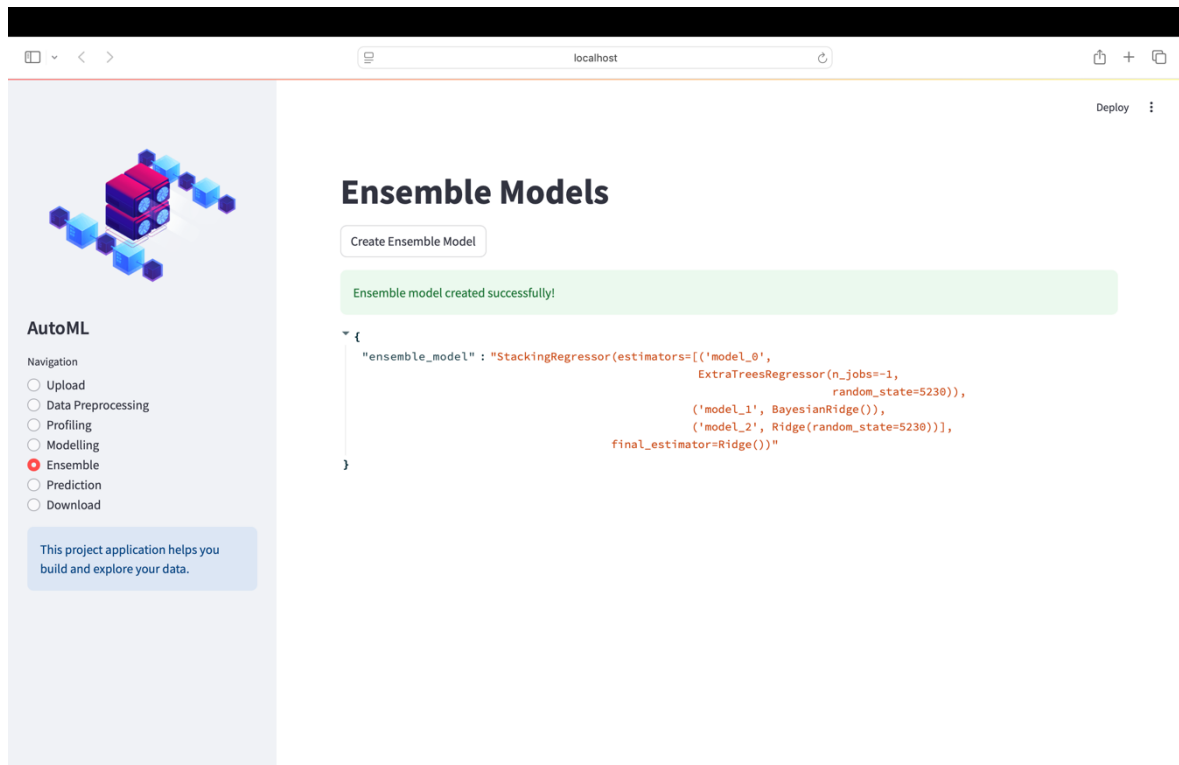 localhost
Deploy
AutoML
Navigation
Upload
Data Preprocessing
Profiling
Modelling
Ensemble
Prediction
Download
This project application helps you
build and explore your data.
Ensemble Models
Create Ensemble Model
Ensemble model created successfully!
{
"ensemble_model" : "StackingRegressor(estimators=[('model_0',
ExtraTreesRegressor(n_jobs=-1,
random_state=5230)),
('model_1', BayesianRidge()),
('model_2', Ridge(random_state=5230))],
final_estimator=Ridge())"
}